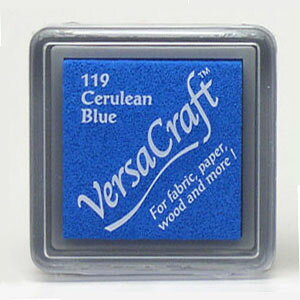 119
Cerulean
Blue
VersaCraft™
For fabric, paper,
wood and more!